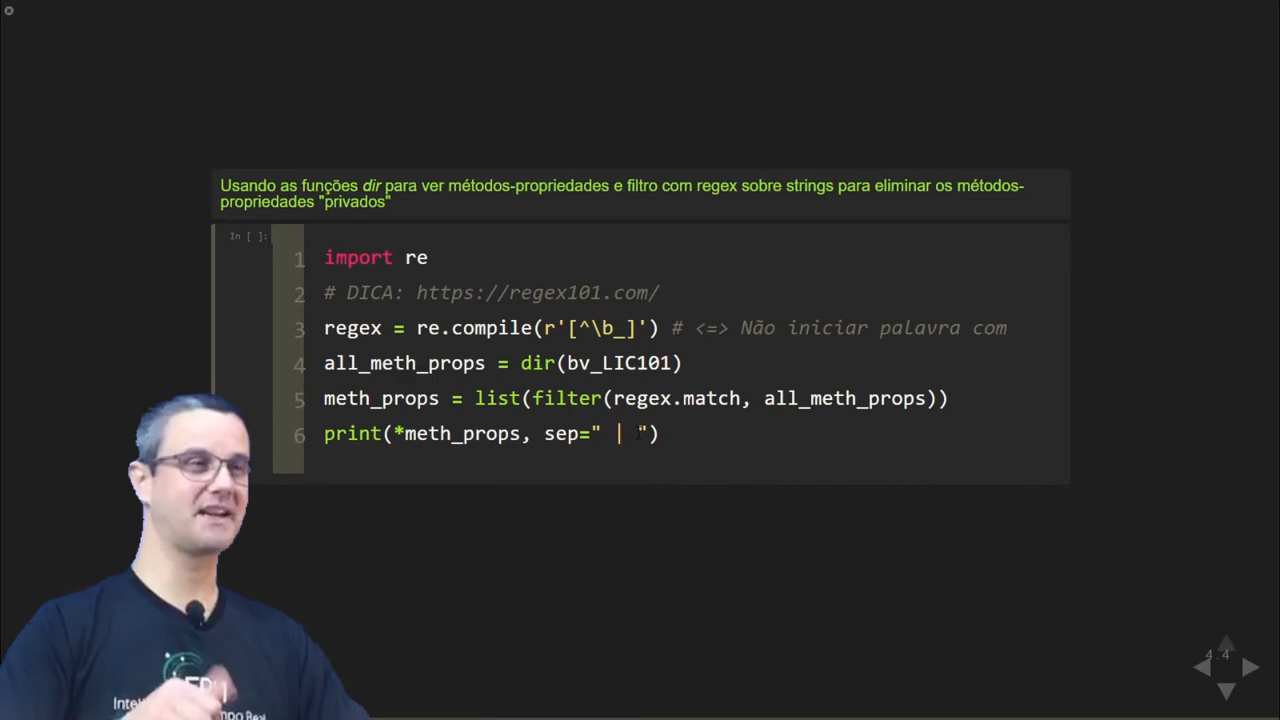 Usando as funções dir para ver métodos-propriedades e filtro com regex sobre strings para eliminar os métodos-
propriedades "privados"
In [ ]:
1 import re
2 # DICA: https://regex101.com/
3 regex = re.compile(r'[^\b_]') # <=> Não iniciar palavra com
4 all_meth_props = dir(bv_LIC101)
5 meth_props = list(filter(regex.match, all_meth_props))
6 print(*meth_props, sep=" | ")
4.4